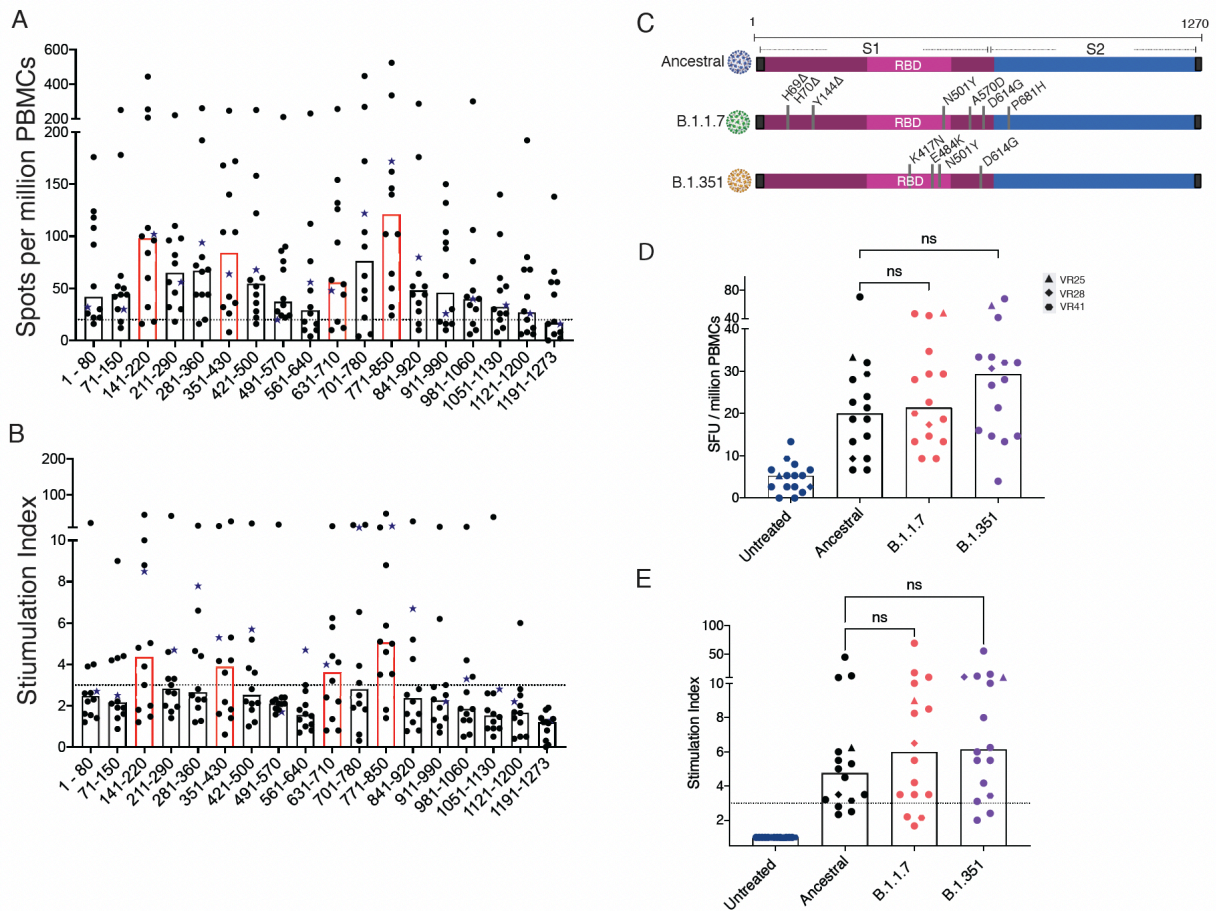 A
Spots per million PBMCs
600
400
200
200
150
100
50
0
1 - 80
71-150
141-220
211-290
281-360
351-430
421-500
491-570
561-640
631-710
701-780
771-850
841-920
911-990
981-1060
1051-1130
1121-1200
1191-1273
B
Stiumulation Index
200
100
10
8
6
4
2
0
1 - 80
71-150
141-220
211-290
281-360
351-430
421-500
491-570
561-640
631-710
701-780
771-850
841-920
911-990
981-1060
1051-1130
1121-1200
1191-1273
C
1
1270
S1
S2
Ancestral
RBD
H69Δ
H70Δ
Y144Δ
N501Y
A570D
D614G
P681H
B.1.1.7
RBD
K417N
E484K
N501Y
D614G
B.1.351
RBD
D
ns
ns
VR25
VR28
VR41
SFU / million PBMCs
80
40
40
30
20
10
0
Untreated
Ancestral
B.1.1.7
B.1.351
E
ns
ns
Stimulation Index
100
50
10
8
6
4
2
Untreated
Ancestral
B.1.1.7
B.1.351